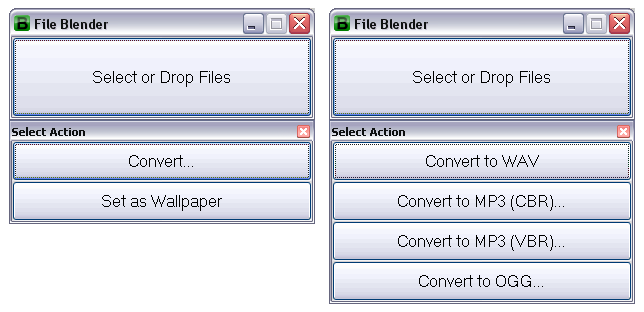 File Blender
Select or Drop Files
Select Action
Convert...
Set as Wallpaper
File Blender
Select or Drop Files
Select Action
Convert to WAV
Convert to MP3 (CBR)...
Convert to MP3 (VBR)...
Convert to OGG...